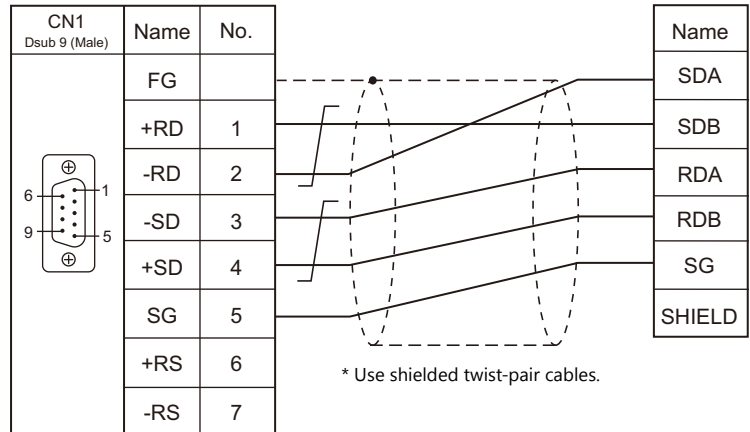 CN1
Dsub 9 (Male)
Name No.
FG
+RD 1
-RD 2
-SD 3
+SD 4
SG 5
+RS 6
-RS 7
6 1
9 5
Name
SDA
SDB
RDA
RDB
SG
SHIELD
* Use shielded twist-pair cables.